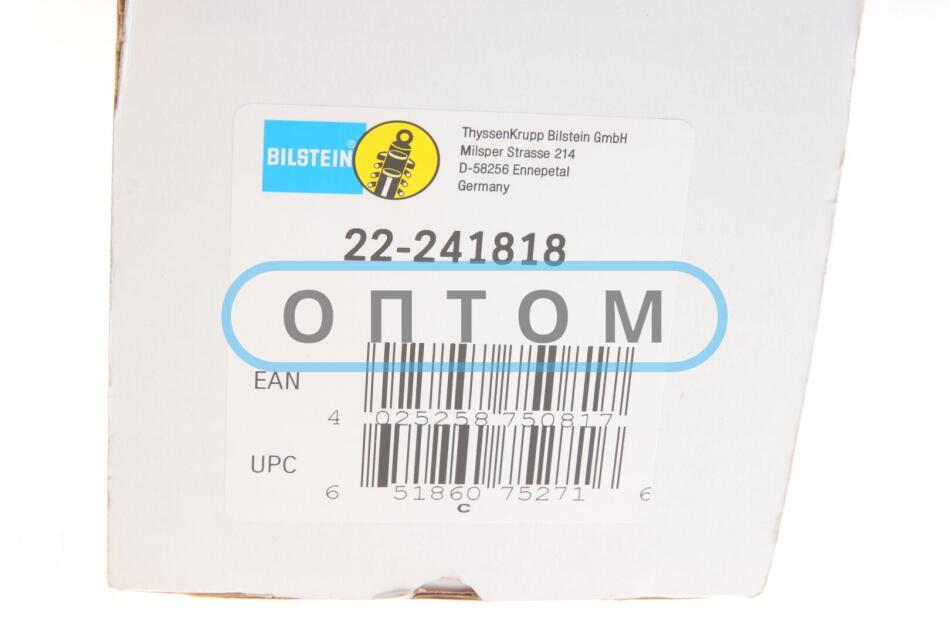 BILSTEIN®
ThyssenKrupp Bilstein GmbH
Milsper Strasse 214
D-58256 Ennepetal
Germany
22-241818
ОПТОМ
EAN
4 025258 750817
UPC
6 51860 75271 6
C